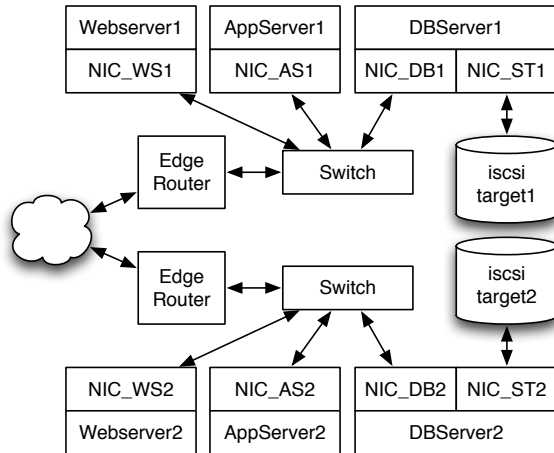 Webserver1 AppServer1 DBServer1
NIC_WS1 NIC_AS1 NIC_DB1 NIC_ST1
Edge
Router
Switch
iscsi
target1
Edge
Router
Switch
iscsi
target2
NIC_WS2 NIC_AS2 NIC_DB2 NIC_ST2
Webserver2 AppServer2 DBServer2